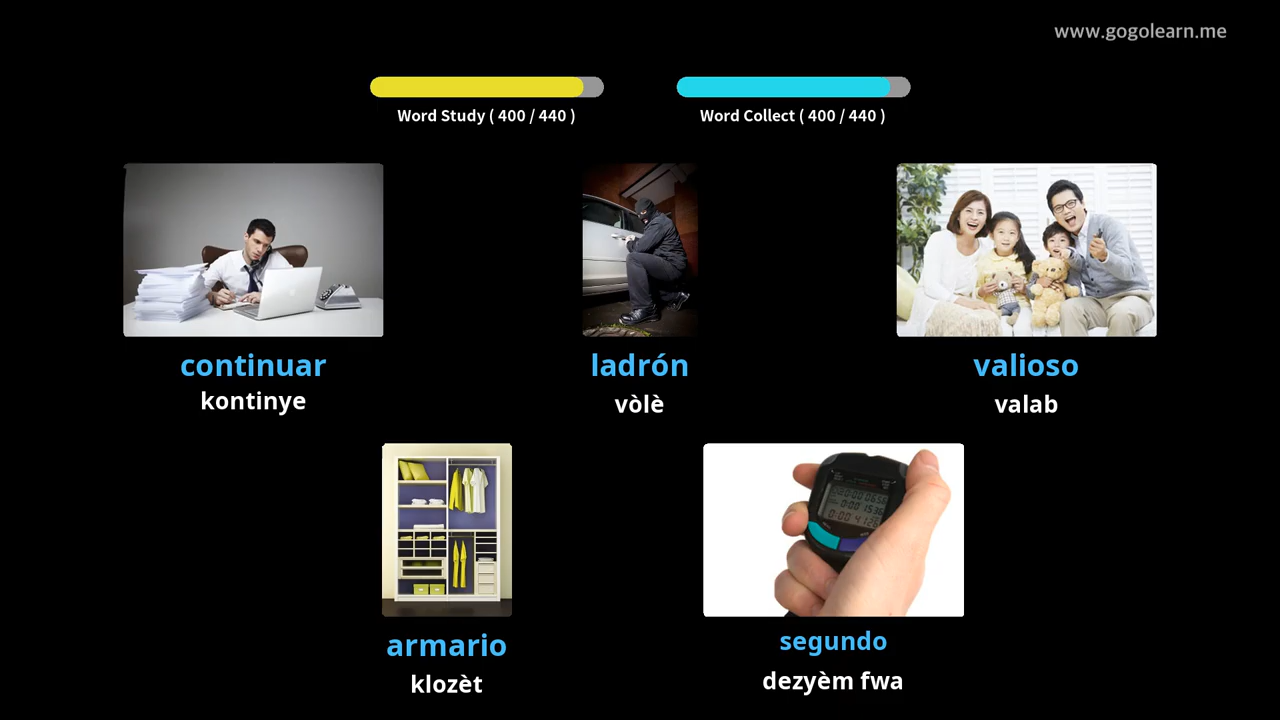 www.gogolearn.me
Word Study ( 400 / 440 )
Word Collect ( 400 / 440 )
continuar
kontinye
ladrón
vòlè
valioso
valab
armario
klozèt
segundo
dezyèm fwa